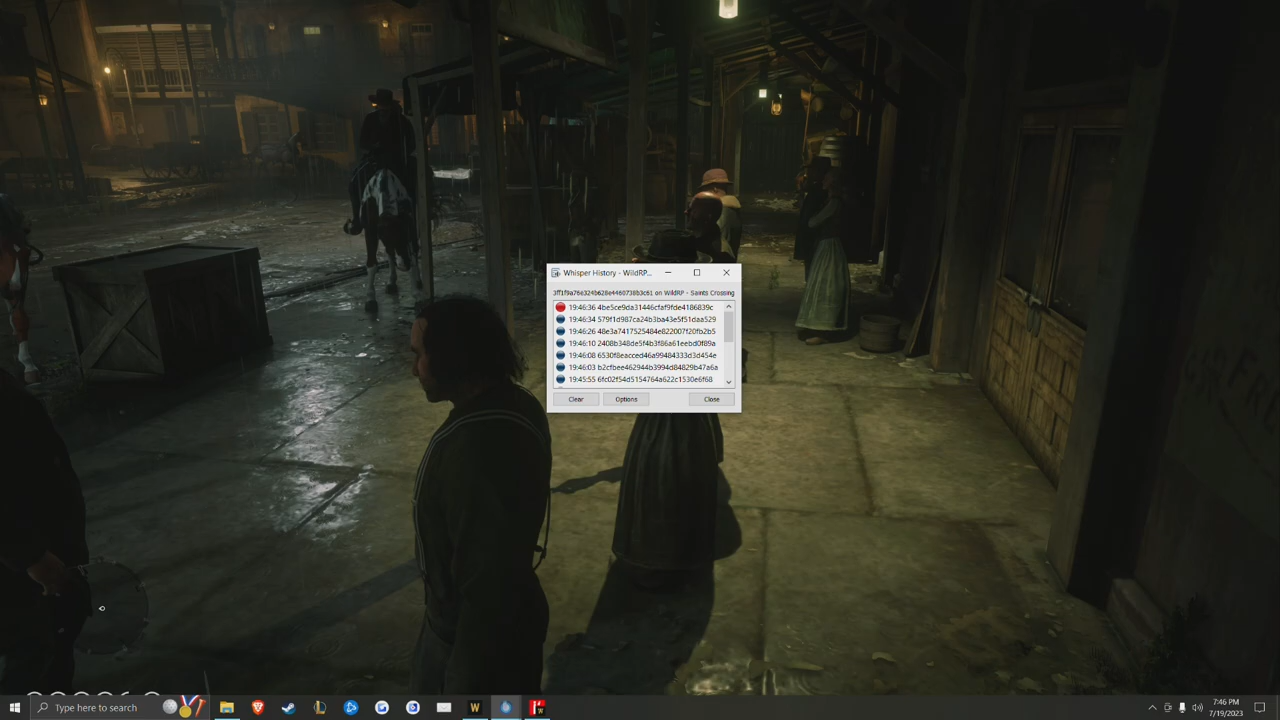 Whisper History - WildRP...
3ff1f9a76e324b628e4460738b3c61 on WildRP - Saints Crossing
19:46:36 4be5ce9da31446cfaf9fde4186839c
19:46:34 579f1d987ca24b3ba43e5f51daa529
19:46:26 48e3a7417525484e822007f20fb2b5
19:46:10 2408b348de5f4b3f86a61eebd0f89a
19:46:08 6530f8eacced46a99484333d3d454e
19:46:03 b2cfbee462944b3994d84829b47a6a
19:45:55 6fc02f54d5154764a622c1530e6f68
Clear Options Close
Type here to search
7:46 PM
7/19/2023